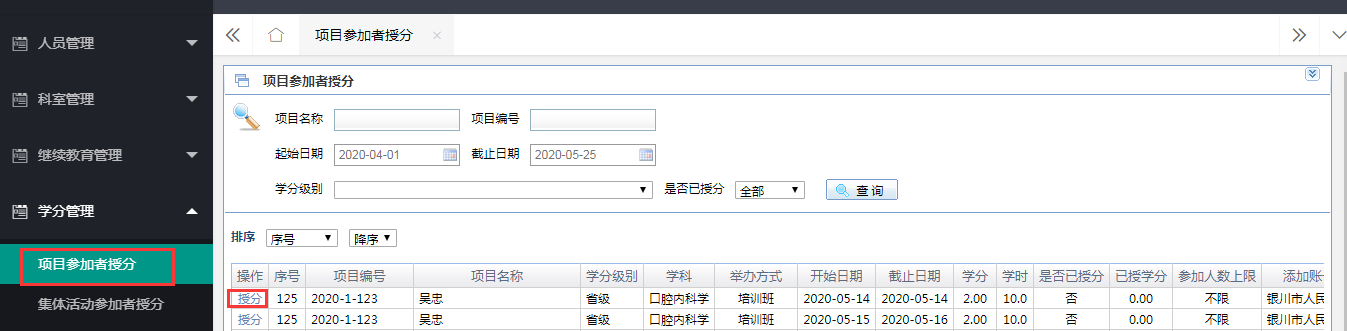 人员管理
科室管理
继续教育管理
学分管理
项目参加者授分
集体活动参加者授分
项目参加者授分
项目参加者授分
项目名称 项目编号
起始日期 2020-04-01 截止日期 2020-05-25
学分级别 是否已授分 全部 查 询
排序 序号 降序
操作 序号 项目编号 项目名称 学分级别 学科 举办方式 开始日期 截止日期 学分 学时 是否已授分 已授学分 参加人数上限 添加账
授分 125 2020-1-123 吴忠 省级 口腔内科学 培训班 2020-05-14 2020-05-14 2.00 10.0 否 0.00 不限 银川市人民
授分 125 2020-1-123 吴忠 省级 口腔内科学 培训班 2020-05-15 2020-05-16 2.00 10.0 否 0.00 不限 银川市人民